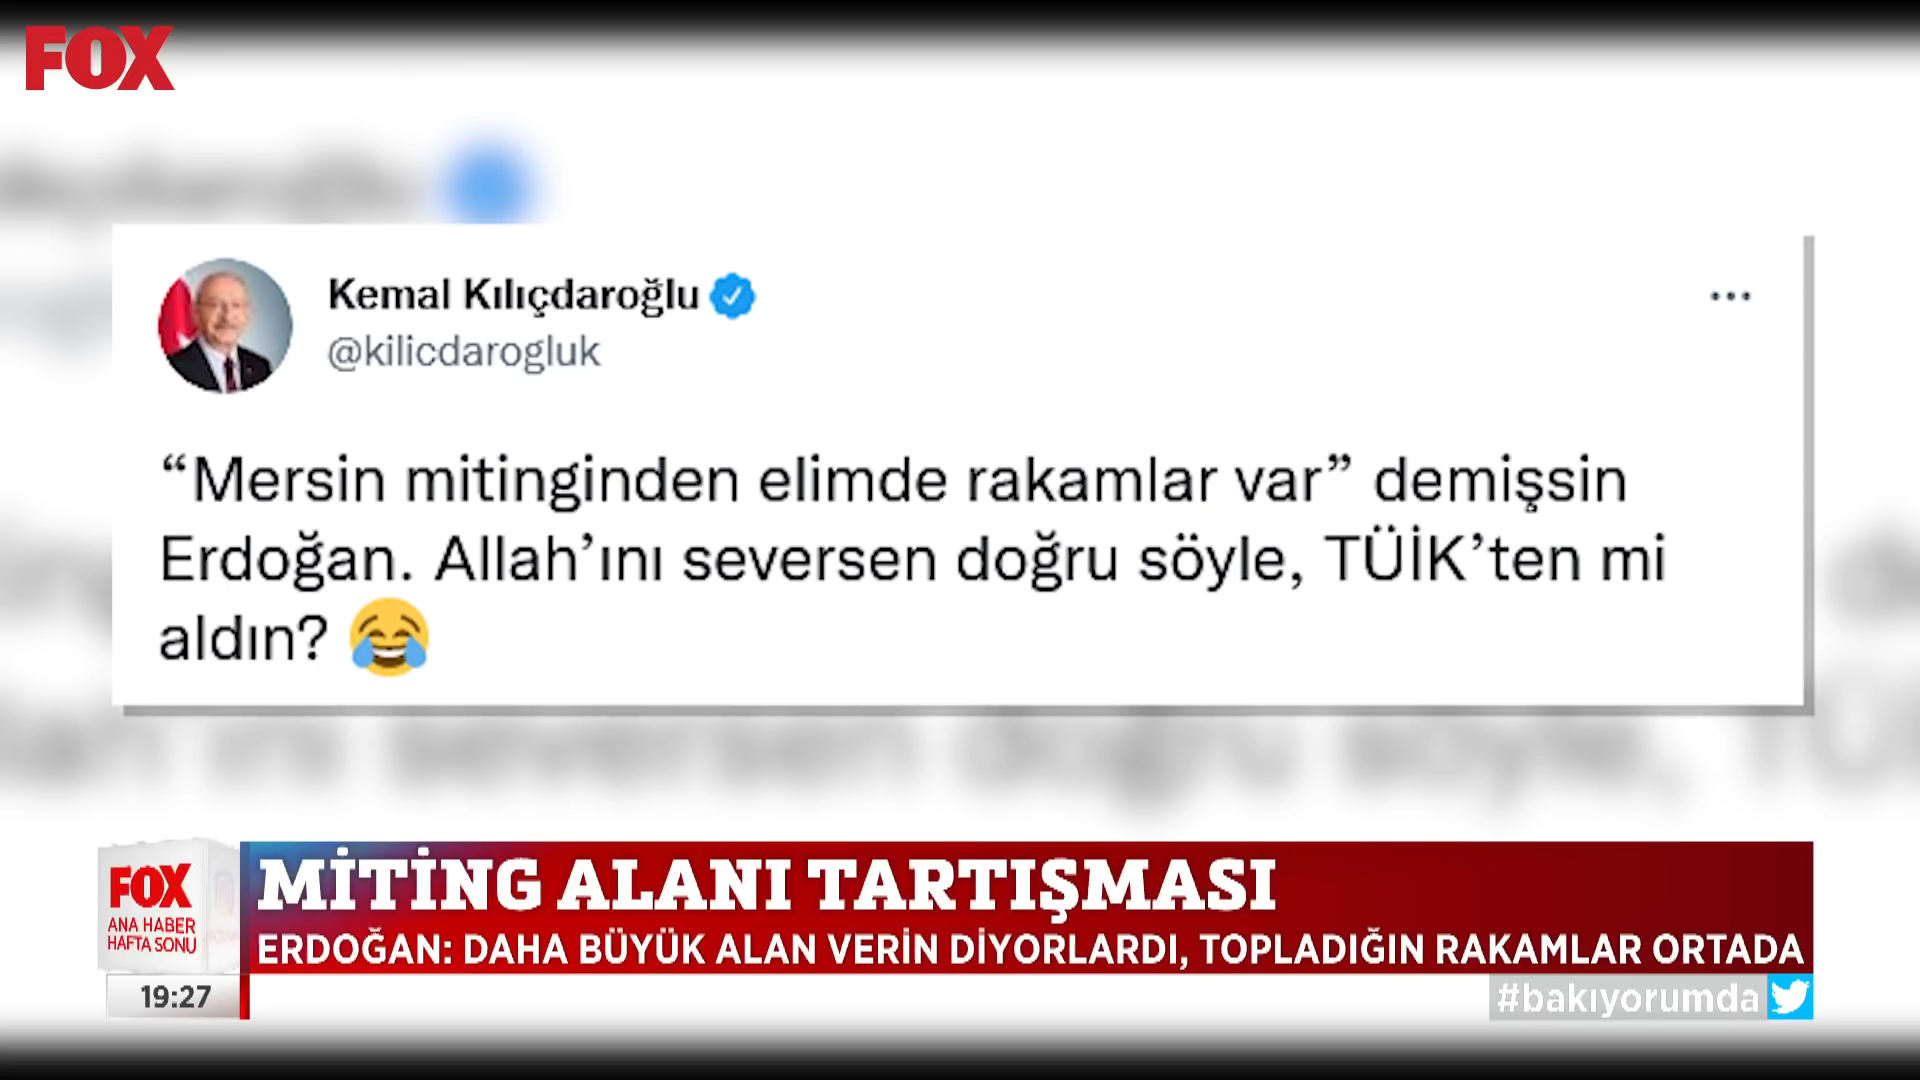 FOX
Kemal Kılıçdaroğlu
@kilicdarogluk
“Mersin mitinginden elimde rakamlar var” demişsin
Erdoğan. Allah’ını seversen doğru söyle, TÜİK’ten mi
aldın? 😂
FOX
ANA HABER
HAFTA SONU
MİTİNG ALANI TARTIŞMASI
ERDOĞAN: DAHA BÜYÜK ALAN VERİN DİYORLARDI, TOPLADIĞIN RAKAMLAR ORTADA
19:27
#bakıyorumda